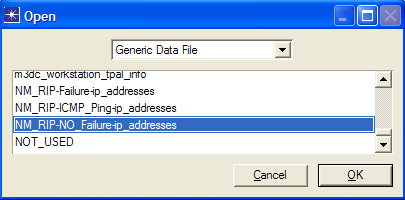 Open
Generic Data File
m3dc_workstation_tpal_info
NM_RIP-Failure-ip_addresses
NM_RIP-ICMP_Ping-ip_addresses
NM_RIP-NO_Failure-ip_addresses
NOT_USED
Cancel
OK